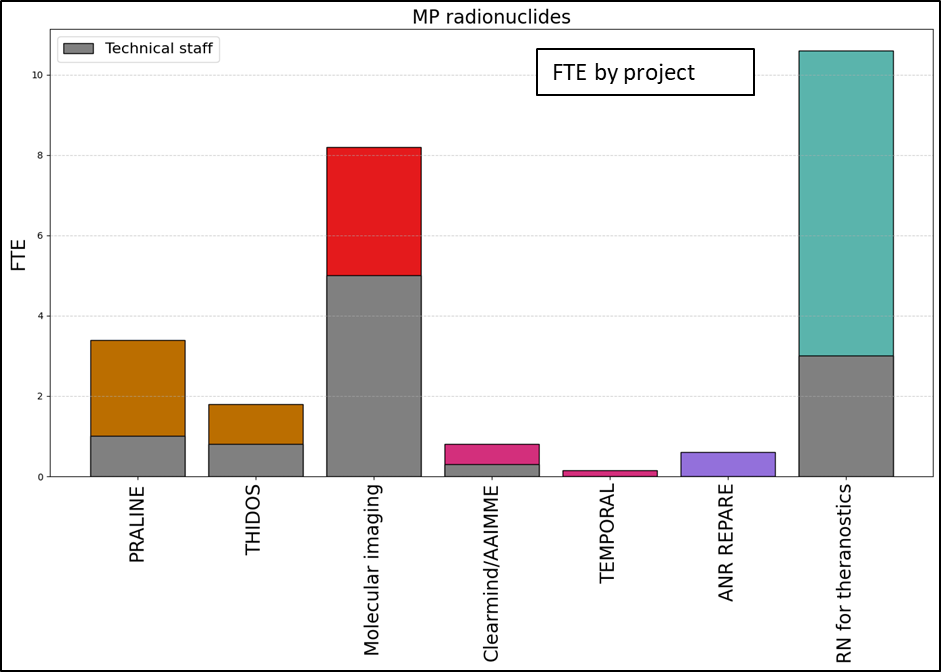 MP radionuclides
Technical staff
FTE by project
10
8
6
4
2
0
FTE
PRALINE
THIDOS
Molecular imaging
Clearmind/AAIMME
TEMPORAL
ANR REPARE
RN for theranostics